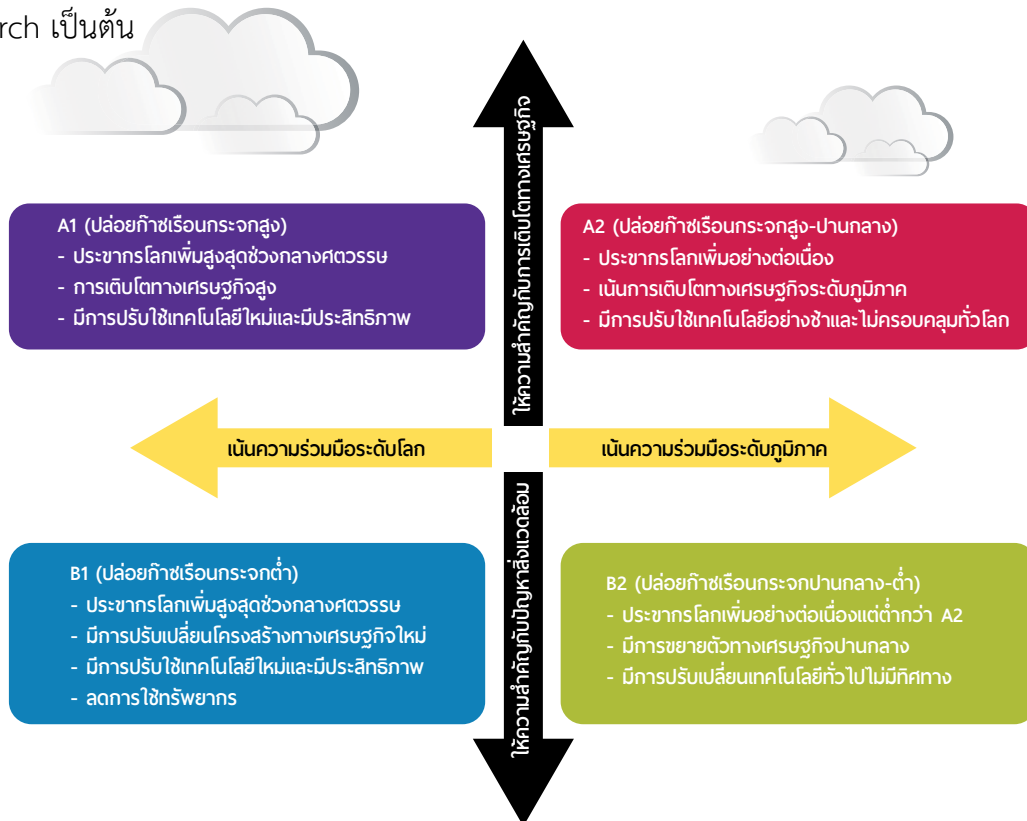 rch เป็นต้น
ให้ความสำคัญกับการเติบโตทางเศรษฐกิจ
A1 (ปล่อยก๊าซเรือนกระจกสูง)
- ประชากรโลกเพิ่มสูงสุดช่วงกลางศตวรรษ
- การเติบโตทางเศรษฐกิจสูง
- มีการปรับใช้เทคโนโลยีใหม่และมีประสิทธิภาพ
A2 (ปล่อยก๊าซเรือนกระจกสูง-ปานกลาง)
- ประชากรโลกเพิ่มอย่างต่อเนื่อง
- เน้นการเติบโตทางเศรษฐกิจระดับภูมิภาค
- มีการปรับใช้เทคโนโลยีอย่างช้าและไม่ครอบคลุมทั่วโลก
เน้นความร่วมมือระดับโลก
เน้นความร่วมมือระดับภูมิภาค
ให้ความสำคัญกับปัญหาสิ่งแวดล้อม
B1 (ปล่อยก๊าซเรือนกระจกต่ำ)
- ประชากรโลกเพิ่มสูงสุดช่วงกลางศตวรรษ
- มีการปรับเปลี่ยนโครงสร้างทางเศรษฐกิจใหม่
- มีการปรับใช้เทคโนโลยีใหม่และมีประสิทธิภาพ
- ลดการใช้ทรัพยากร
B2 (ปล่อยก๊าซเรือนกระจกปานกลาง-ต่ำ)
- ประชากรโลกเพิ่มอย่างต่อเนื่องแต่ต่ำกว่า A2
- มีการขยายตัวทางเศรษฐกิจปานกลาง
- มีการปรับเปลี่ยนเทคโนโลยีทั่วไปไม่มีทิศทาง